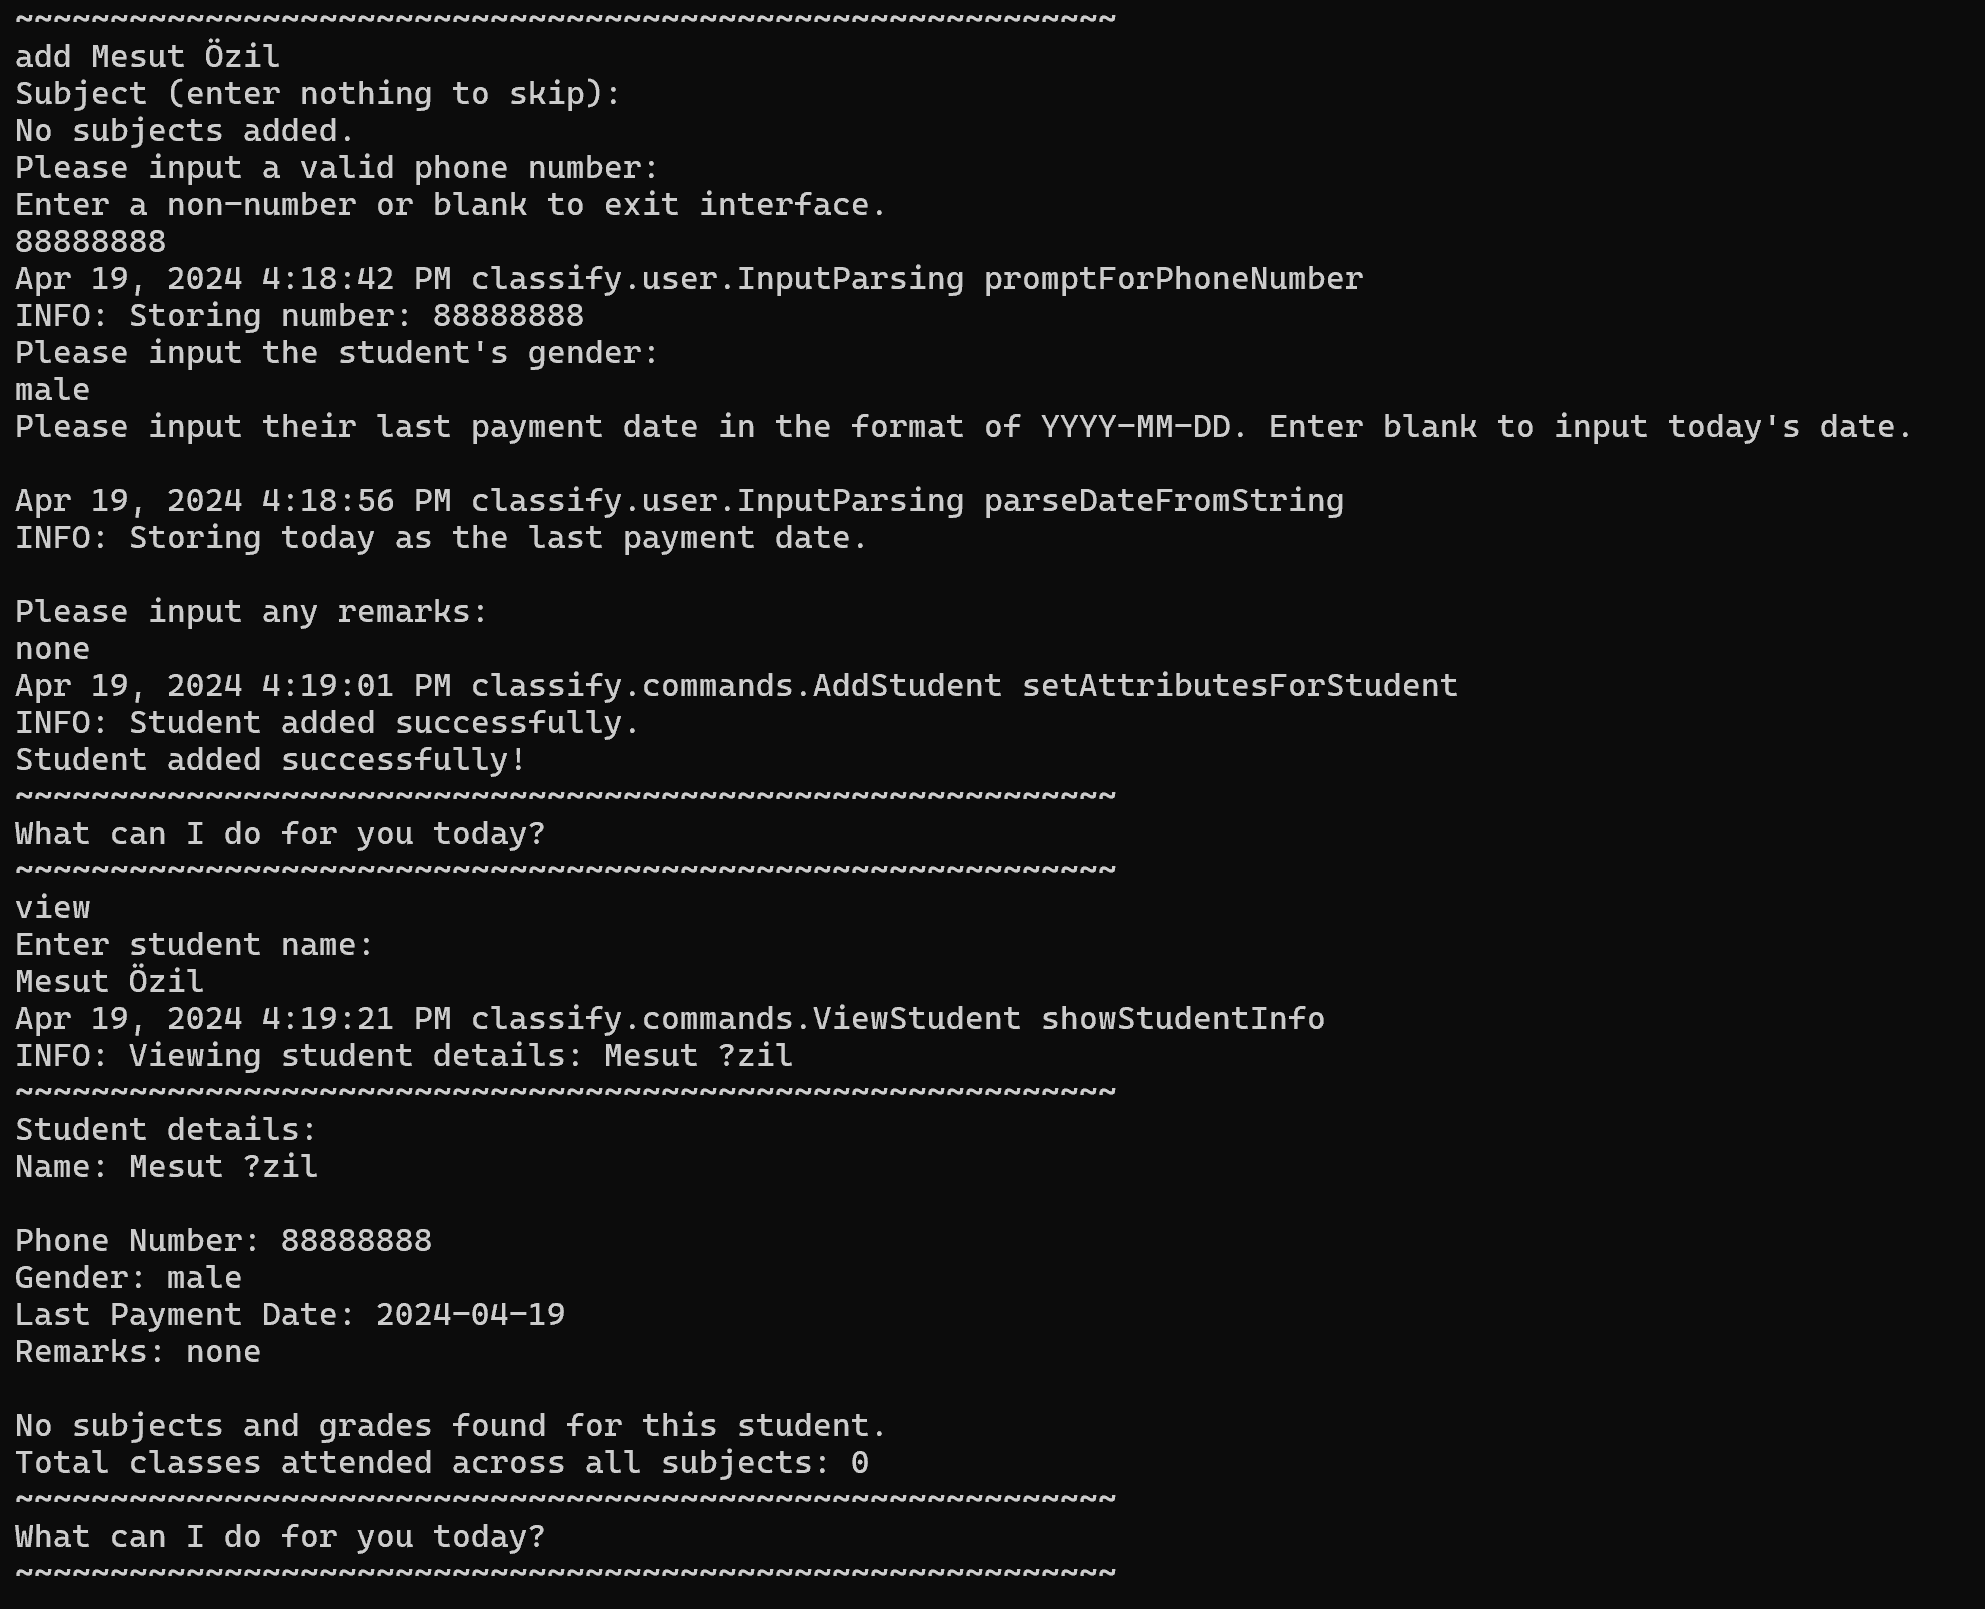 ~~~~~~~~~~~~~~~~~~~~~~~~~~~~~~~~~~~~~~~~~~~~~~~~~~~~~~~~~~
add Mesut Özil
Subject (enter nothing to skip):
No subjects added.
Please input a valid phone number:
Enter a non-number or blank to exit interface.
88888888
Apr 19, 2024 4:18:42 PM classify.user.InputParsing promptForPhoneNumber
INFO: Storing number: 88888888
Please input the student's gender:
male
Please input their last payment date in the format of YYYY-MM-DD. Enter blank to input today's date.

Apr 19, 2024 4:18:56 PM classify.user.InputParsing parseDateFromString
INFO: Storing today as the last payment date.

Please input any remarks:
none
Apr 19, 2024 4:19:01 PM classify.commands.AddStudent setAttributesForStudent
INFO: Student added successfully.
Student added successfully!
~~~~~~~~~~~~~~~~~~~~~~~~~~~~~~~~~~~~~~~~~~~~~~~~~~~~~~~~~~
What can I do for you today?
~~~~~~~~~~~~~~~~~~~~~~~~~~~~~~~~~~~~~~~~~~~~~~~~~~~~~~~~~~
view
Enter student name:
Mesut Özil
Apr 19, 2024 4:19:21 PM classify.commands.ViewStudent showStudentInfo
INFO: Viewing student details: Mesut ?zil
~~~~~~~~~~~~~~~~~~~~~~~~~~~~~~~~~~~~~~~~~~~~~~~~~~~~~~~~~~
Student details:
Name: Mesut ?zil

Phone Number: 88888888
Gender: male
Last Payment Date: 2024-04-19
Remarks: none

No subjects and grades found for this student.
Total classes attended across all subjects: 0
~~~~~~~~~~~~~~~~~~~~~~~~~~~~~~~~~~~~~~~~~~~~~~~~~~~~~~~~~~
What can I do for you today?
~~~~~~~~~~~~~~~~~~~~~~~~~~~~~~~~~~~~~~~~~~~~~~~~~~~~~~~~~~